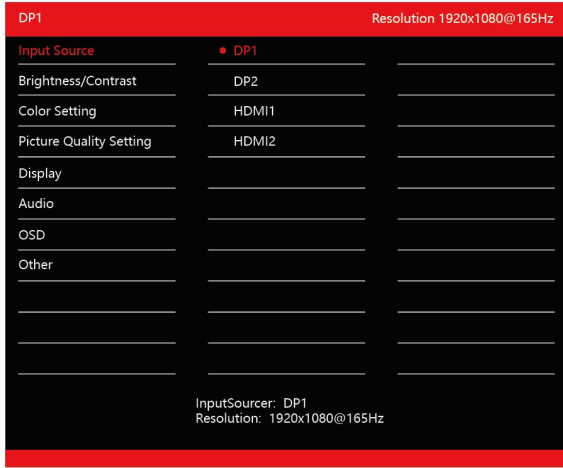 DP1 Resolution 1920x1080@165Hz
Input Source DP1
Brightness/Contrast DP2
Color Setting HDMI1
Picture Quality Setting HDMI2
Display
Audio
OSD
Other
InputSourcer: DP1
Resolution: 1920x1080@165Hz